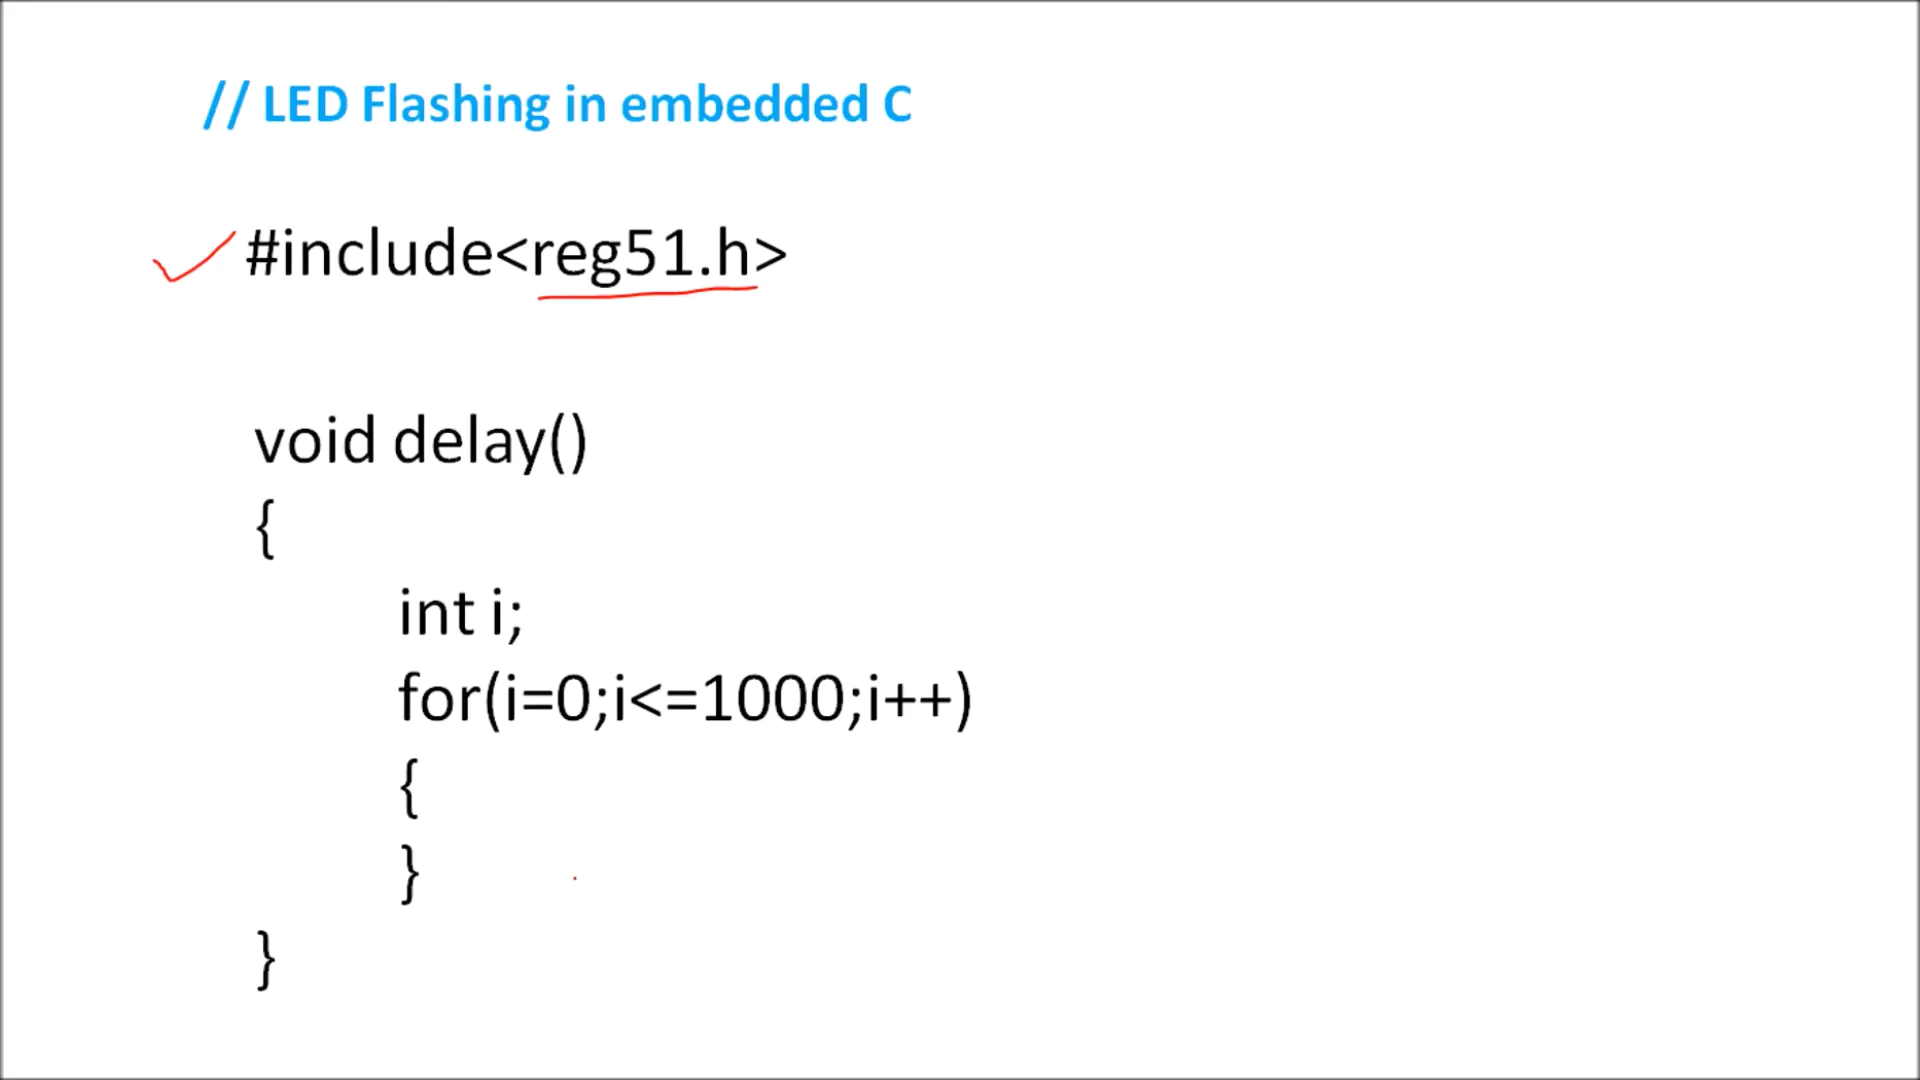 // LED Flashing in embedded C
#include<reg51.h>
void delay()
{
int i;
for(i=0;i<=1000;i++)
{
}
}